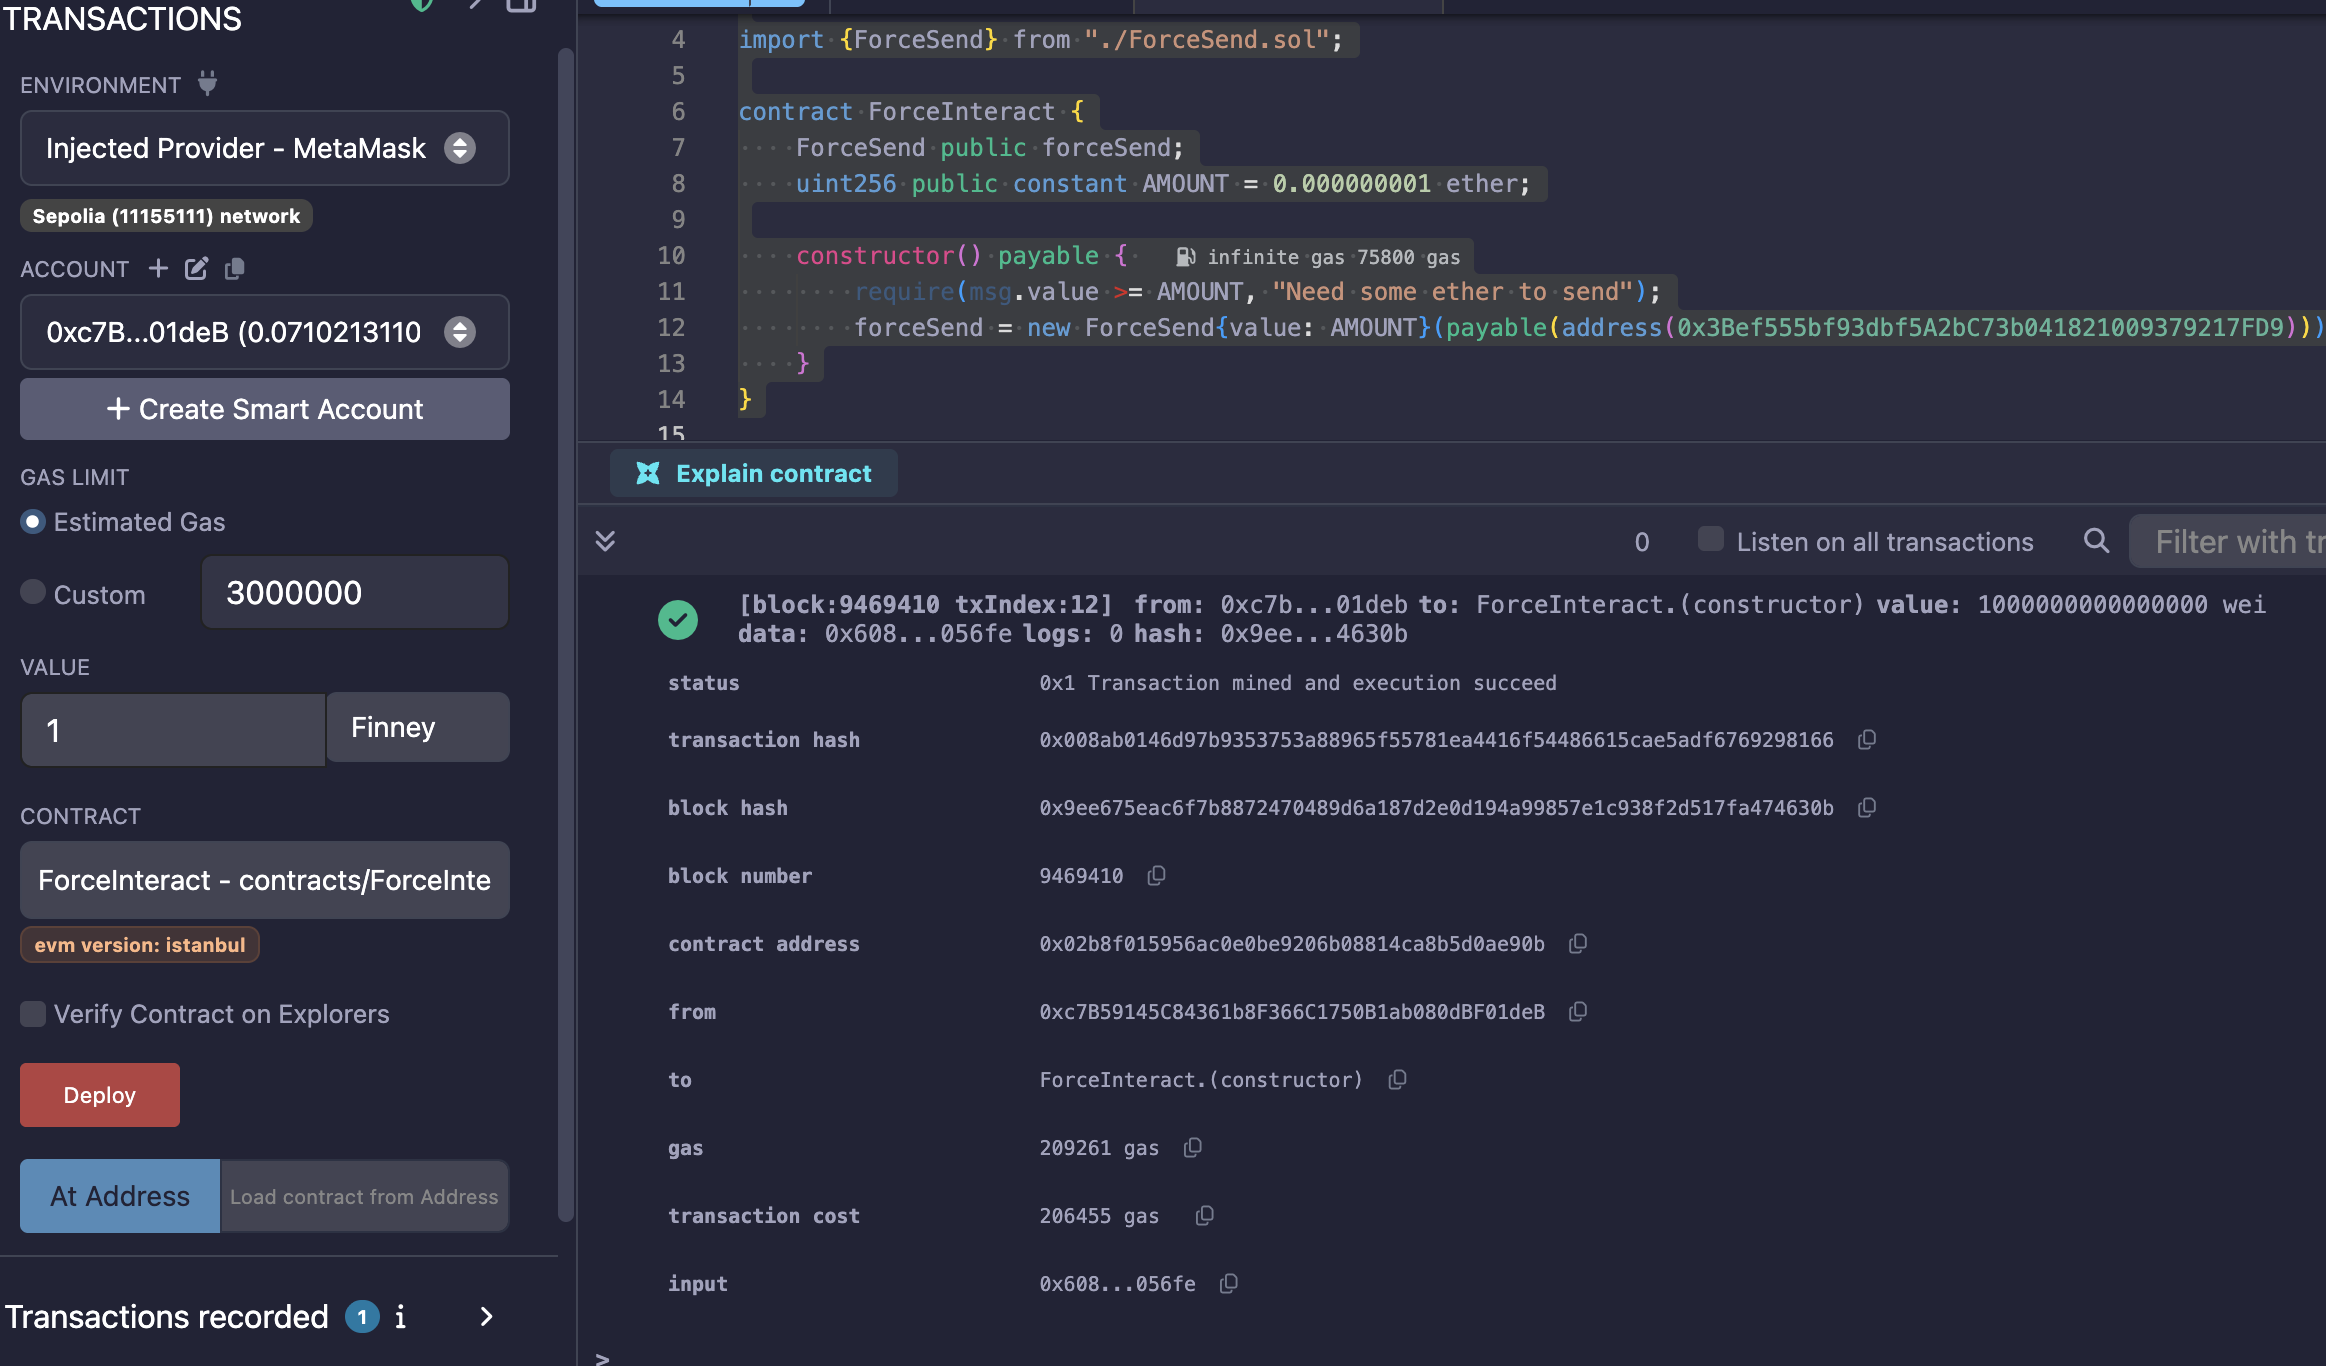 TRANSACTIONS
ENVIRONMENT
Injected Provider - MetaMask
Sepolia (11155111) network
ACCOUNT
0xc7B...01deB (0.0710213110
+ Create Smart Account
GAS LIMIT
Estimated Gas
Custom
3000000
VALUE
1
Finney
CONTRACT
ForceInteract - contracts/ForceInte
evm version: istanbul
Verify Contract on Explorers
Deploy
At Address
Load contract from Address
Transactions recorded 1 i
4 import {ForceSend} from "./ForceSend.sol";
5
6 contract ForceInteract {
7 ForceSend public forceSend;
8 uint256 public constant AMOUNT = 0.000000001 ether;
9
10 constructor() payable { infinite gas 75800 gas
11 require(msg.value >= AMOUNT, "Need some ether to send");
12 forceSend = new ForceSend{value: AMOUNT}(payable(address(0x3Bef555bf93dbf5A2bC73b041821009379217FD9)))
13 }
14 }
15
Explain contract
0
Listen on all transactions
Filter with tr
[block:9469410 txIndex:12] from: 0xc7b...01deb to: ForceInteract.(constructor) value: 1000000000000000 wei
data: 0x608...056fe logs: 0 hash: 0x9ee...4630b
status 0x1 Transaction mined and execution succeed
transaction hash 0x008ab0146d97b9353753a88965f55781ea4416f54486615cae5adf6769298166
block hash 0x9ee675eac6f7b8872470489d6a187d2e0d194a99857e1c938f2d517fa474630b
block number 9469410
contract address 0x02b8f015956ac0e0be9206b08814ca8b5d0ae90b
from 0xc7B59145C84361b8F366C1750B1ab080dBF01deB
to ForceInteract.(constructor)
gas 209261 gas
transaction cost 206455 gas
input 0x608...056fe
>